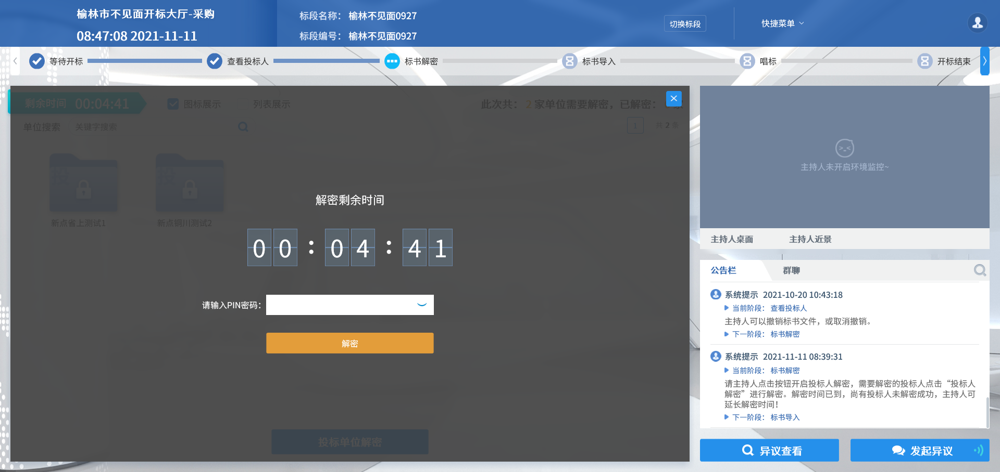 榆林市不见面开标大厅-采购
08:47:08 2021-11-11
标段名称： 榆林不见面0927
标段编号： 榆林不见面0927
切换标段
快捷菜单
等待开标
查看投标人
标书解密
标书导入
唱标
开标结束
剩余时间 00:04:41
图标展示
列表展示
此次共： 2 家单位需要解密，已解密： 家
单位搜索 关键字搜索
1
共 2 条
投
投
新点省上测试1
新点铜川测试2
解密剩余时间
00:04:41
请输入PIN密码：
解密
投标单位解密
主持人未开启环境监控~
主持人桌面
主持人近景
公告栏
群聊
系统提示 2021-10-20 10:43:18
当前阶段： 查看投标人
主持人可以撤销标书文件，或取消撤销。
下一阶段： 标书解密
系统提示 2021-11-11 08:39:31
当前阶段： 标书解密
请主持人点击按钮开启投标人解密，需要解密的投标人点击“投标人
解密”进行解密。解密时间已到，尚有投标人未解密成功，主持人可
延长解密时间！
下一阶段： 标书导入
异议查看
发起异议